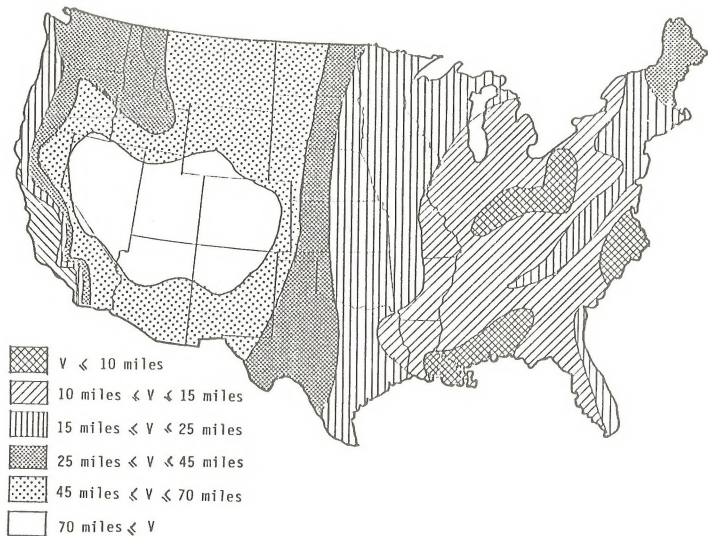 V ⩽ 10 miles
10 miles ⩽ V ⩽ 15 miles
15 miles ⩽ V ⩽ 25 miles
25 miles ⩽ V ⩽ 45 miles
45 miles ⩽ V ⩽ 70 miles
70 miles ⩽ V